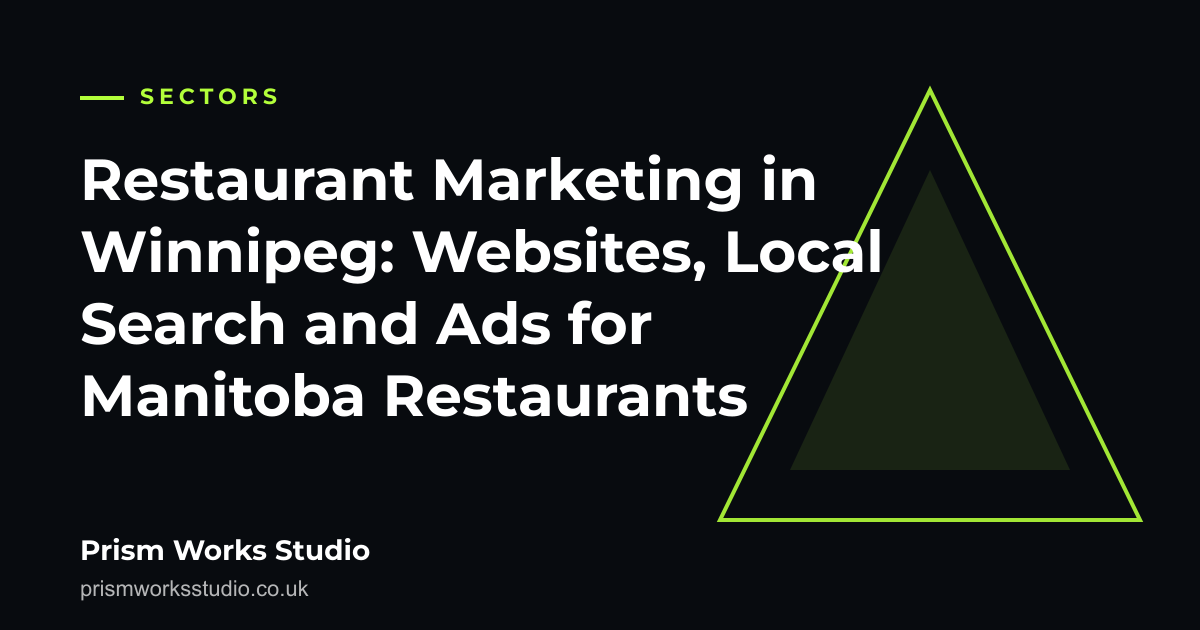 SECTORS
Restaurant Marketing in
Winnipeg: Websites, Local
Search and Ads for
Manitoba Restaurants
Prism Works Studio
prismworksstudio.co.uk